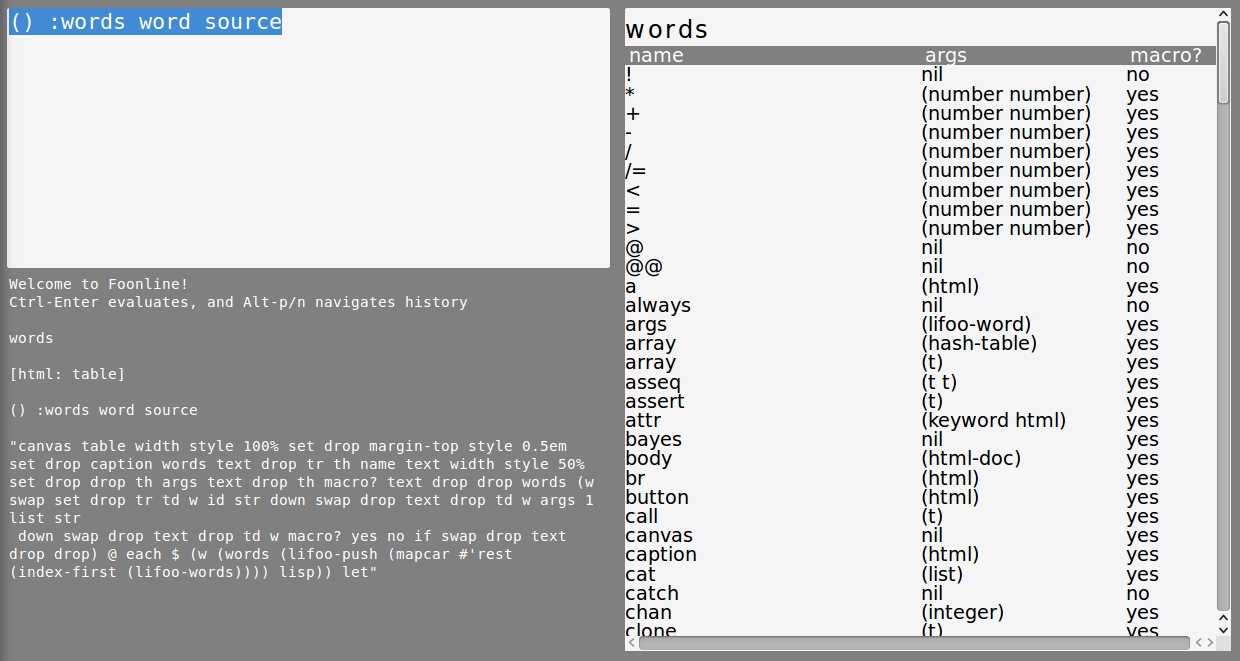 () :words word source
Welcome to Foonline!
Ctrl-Enter evaluates, and Alt-p/n navigates history
words
[html: table]
() :words word source
"canvas table width style 100% set drop margin-top style 0.5em
set drop caption words text drop tr th name text width style 50%
set drop drop th args text drop th macro? text drop drop words (w
swap set drop tr td w id str down swap drop text drop td w args 1
list str
 down swap drop text drop td w macro? yes no if swap drop text
drop drop) @ each $ (w (words (lifoo-push (mapcar #'rest
(index-first (lifoo-words)))) lisp)) let"
words
name args macro?
! nil no
* (number number) yes
+ (number number) yes
- (number number) yes
/ (number number) yes
/= (number number) yes
< (number number) yes
= (number number) yes
> (number number) yes
@ nil no
@@ nil no
a (html) yes
always nil no
args (lifoo-word) yes
array (hash-table) yes
array (t) yes
asseq (t t) yes
assert (t) yes
attr (keyword html) yes
bayes nil yes
body (html-doc) yes
br (html) yes
button (html) yes
call (t) yes
canvas nil yes
caption (html) yes
cat (list) yes
catch nil no
chan (integer) yes
clone (t) yes